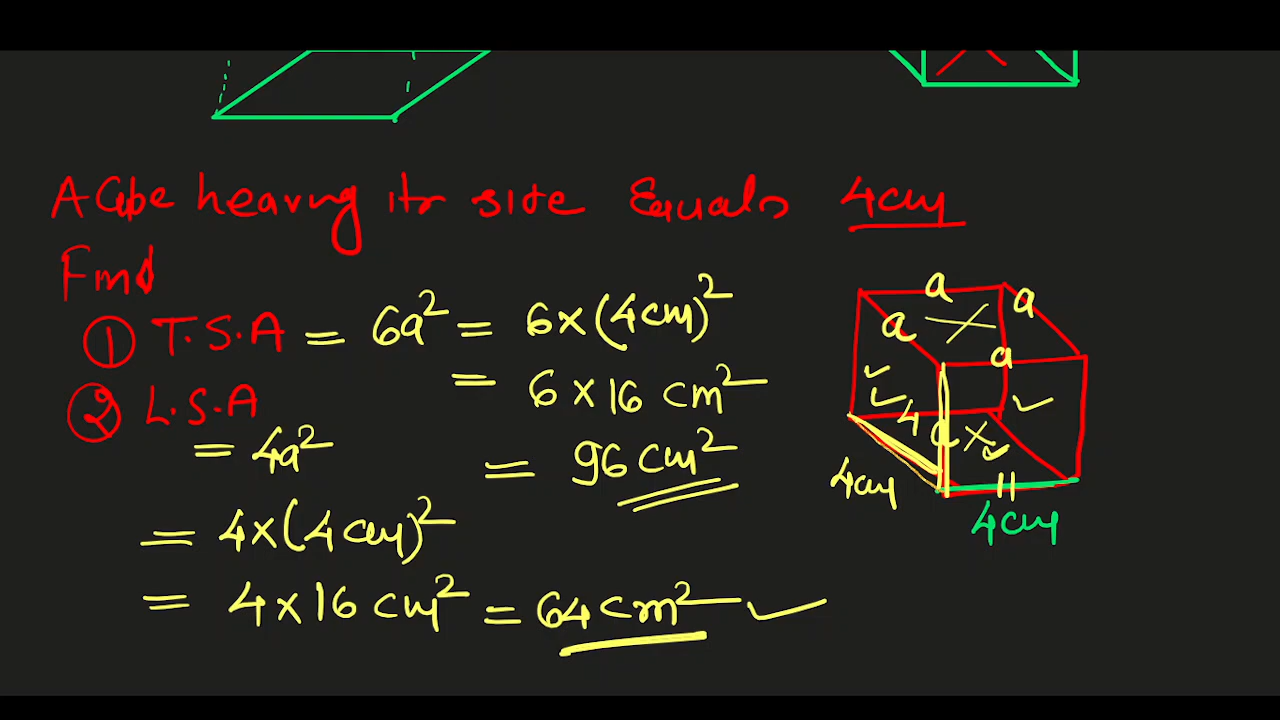 A Cube heaving its side Equals 4cm
Find
① T.S.A = 6a² = 6×(4cm)²
= 6×16 cm²
② L.S.A
= 4a²
= 96 cm²
= 4×(4cm)²
= 4×16 cm² = 64 cm² ✓
a
a
a
a
4a
4cm
4cm